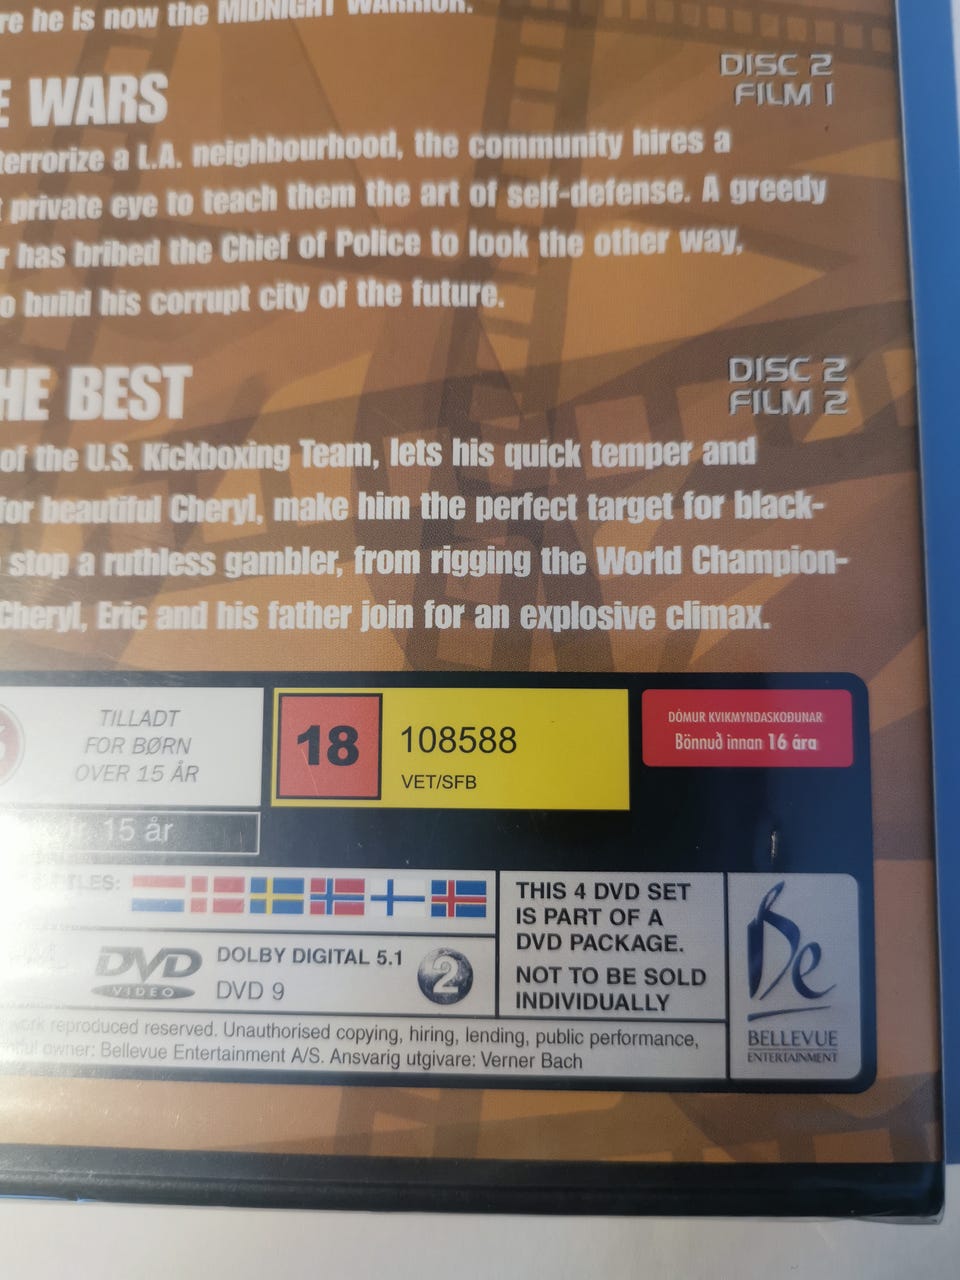 re he is now the MIDNIGHT WARRIOR.
DISC 2
FILM 1
E WARS
terrorize a L.A. neighbourhood, the community hires a
t private eye to teach them the art of self-defense. A greedy
r has bribed the Chief of Police to look the other way,
o build his corrupt city of the future.
DISC 2
FILM 2
HE BEST
of the U.S. Kickboxing Team, lets his quick temper and
for beautiful Cheryl, make him the perfect target for black-
stop a ruthless gambler, from rigging the World Champion-
Cheryl, Eric and his father join for an explosive climax.
TILLADT
FOR BØRN
OVER 15 ÅR
18
108588
VET/SFB
DÓMUR KVIKMYNDASKOÐUNAR
Bönnuð innan 16 ára
15 år
TLES:
DVD
VIDEO
DOLBY DIGITAL 5.1
DVD 9
2
THIS 4 DVD SET
IS PART OF A
DVD PACKAGE.
NOT TO BE SOLD
INDIVIDUALLY
Be
BELLEVUE
ENTERTAINMENT
work reproduced reserved. Unauthorised copying, hiring, lending, public performance,
owner: Bellevue Entertainment A/S. Ansvarig utgivare: Verner Bach